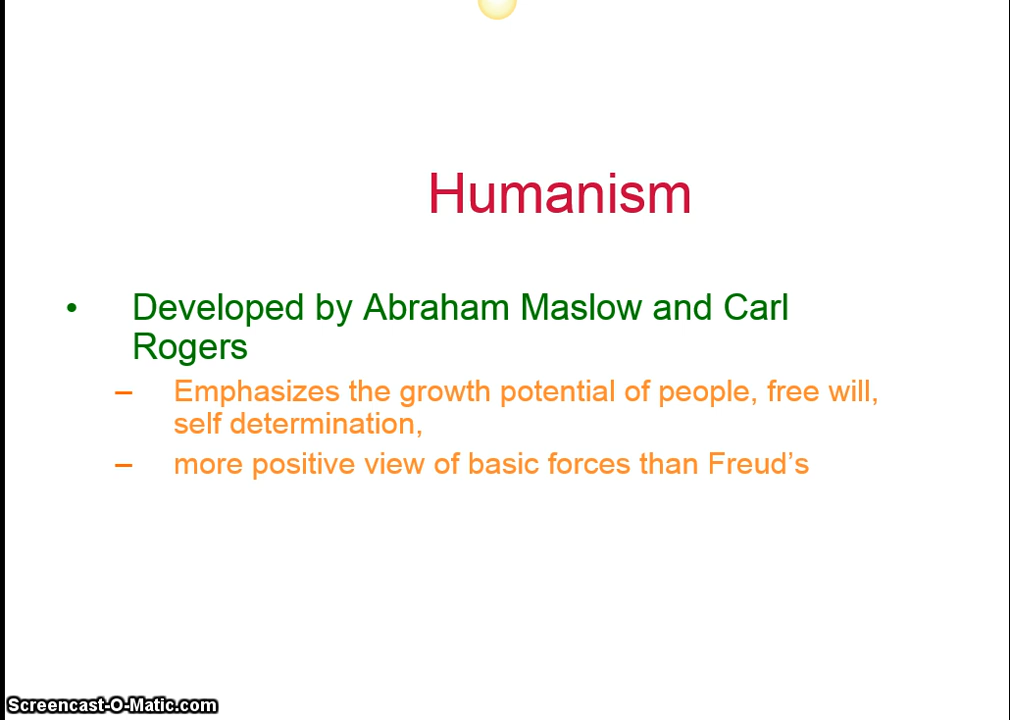 Humanism
• Developed by Abraham Maslow and Carl
Rogers
– Emphasizes the growth potential of people, free will,
self determination,
– more positive view of basic forces than Freud’s
Screencast-O-Matic.com